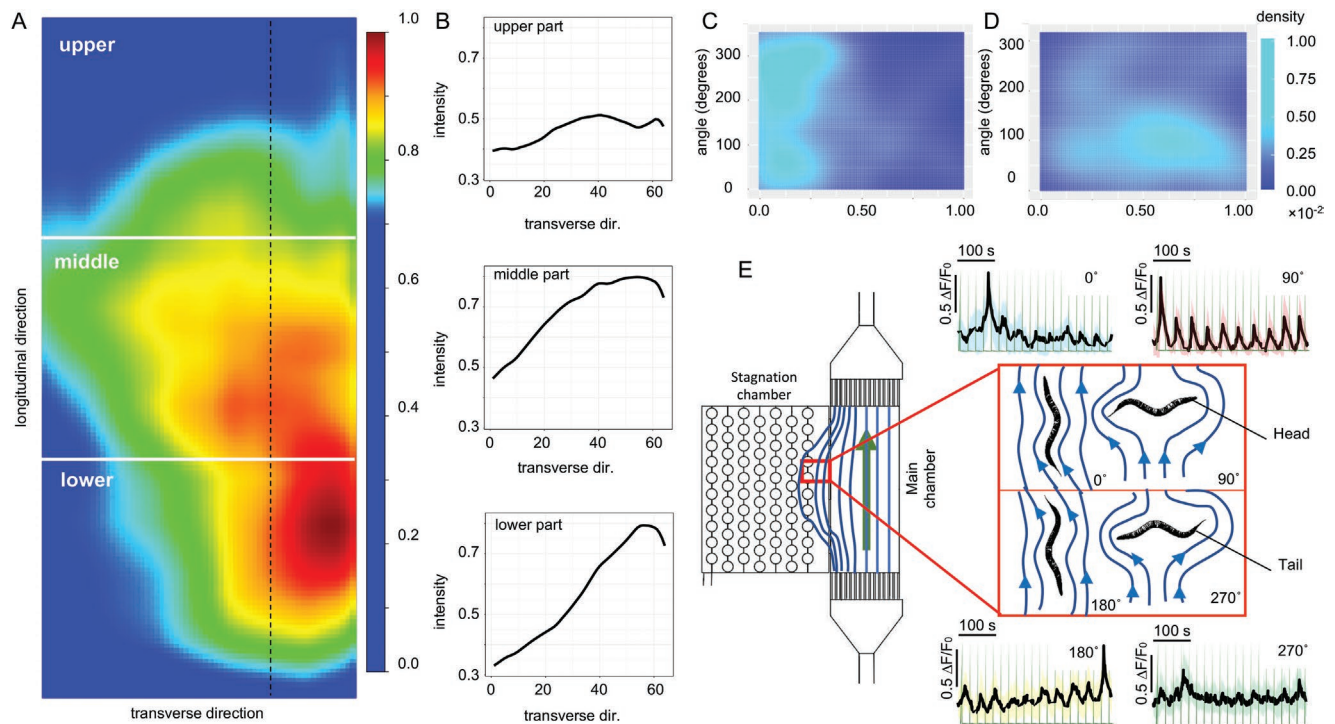 A
upper
middle
lower
longitudinal direction
transverse direction
1.0
0.8
0.6
0.4
0.2
0.0
B
upper part
intensity
0.5
0.3
0
20
40
60
transverse dir.
middle part
intensity
0.7
0.5
0.3
0
20
40
60
transverse dir.
lower part
intensity
0.7
0.5
0.3
0
20
40
60
transverse dir.
C
angle (degrees)
300
200
100
0
0.0
0.50
1.00
D
angle (degrees)
300
200
100
0
0.0
0.50
1.00
density
1.00
0.75
0.50
0.25
0.00
×10⁻²
E
Stagnation
chamber
Main
chamber
100 s
0.5 ΔF/F₀
0˚
100 s
0.5 ΔF/F₀
90˚
0˚
90˚
Head
180˚
270˚
Tail
100 s
0.5 ΔF/F₀
180˚
100 s
0.5 ΔF/F₀
270˚